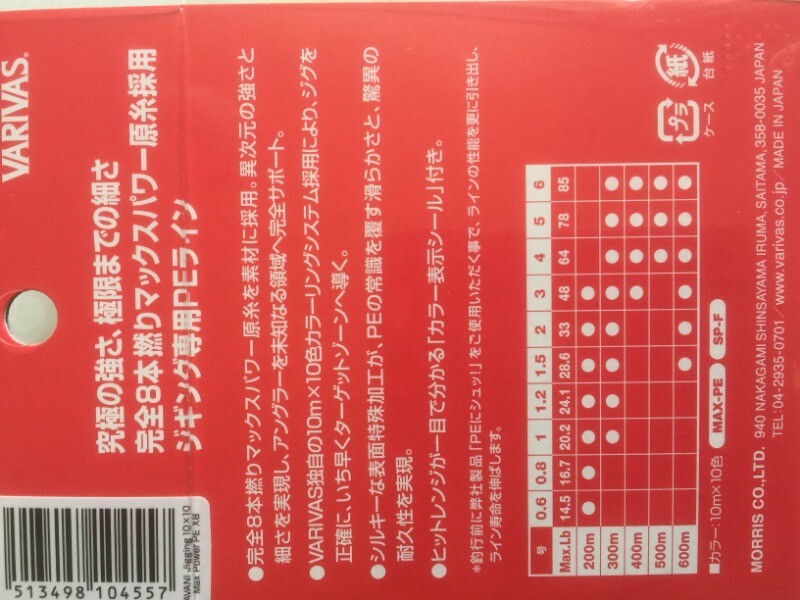 VARIVAS®
究極の強さ、極限までの細さ
完全8本撚りマックスパワー原糸採用
ジギング専用PEライン
●完全8本撚りマックスパワー原糸を素材に採用。異次元の強さと
細さを実現し、アングラーを未知なる領域へ完全サポート。
●VARIVAS独自の10m×10色カラーリングシステム採用により、ジグを
正確に、いち早くターゲットゾーンへ導く。
●シルキーな表面特殊加工が、PEの常識を覆す滑らかさと、驚異の
耐久性を実現。
●ヒットレンジが一目で分かる「カラー表示シール」付き。
*釣行前に弊社製品「PEにシュッ!」をご使用いただく事で、ラインの性能を更に引き出し、
ライン寿命を伸ばします。
号 0.6 0.8 1 1.2 1.5 2 3 4 5 6
Max.Lb 14.5 16.7 20.2 24.1 28.6 33 48 64 78 85
200m ● ● ● ● ● ● ●
300m ● ● ● ● ● ● ● ●
400m ● ● ● ●
500m ● ● ●
600m ● ● ● ● ● ●
■カラー:10m×10色 MAX-PE SP-F
プラ 紙
ケース 台紙
MORRIS CO.,LTD. 940 NAKAGAMI SHINSAYAMA IRUMA, SAITAMA, 358-0035 JAPAN
TEL:04-2935-0701/www.varivas.co.jp/MADE IN JAPAN
513498 104557
AVANI Jigging 10×10
Max Power PE X8